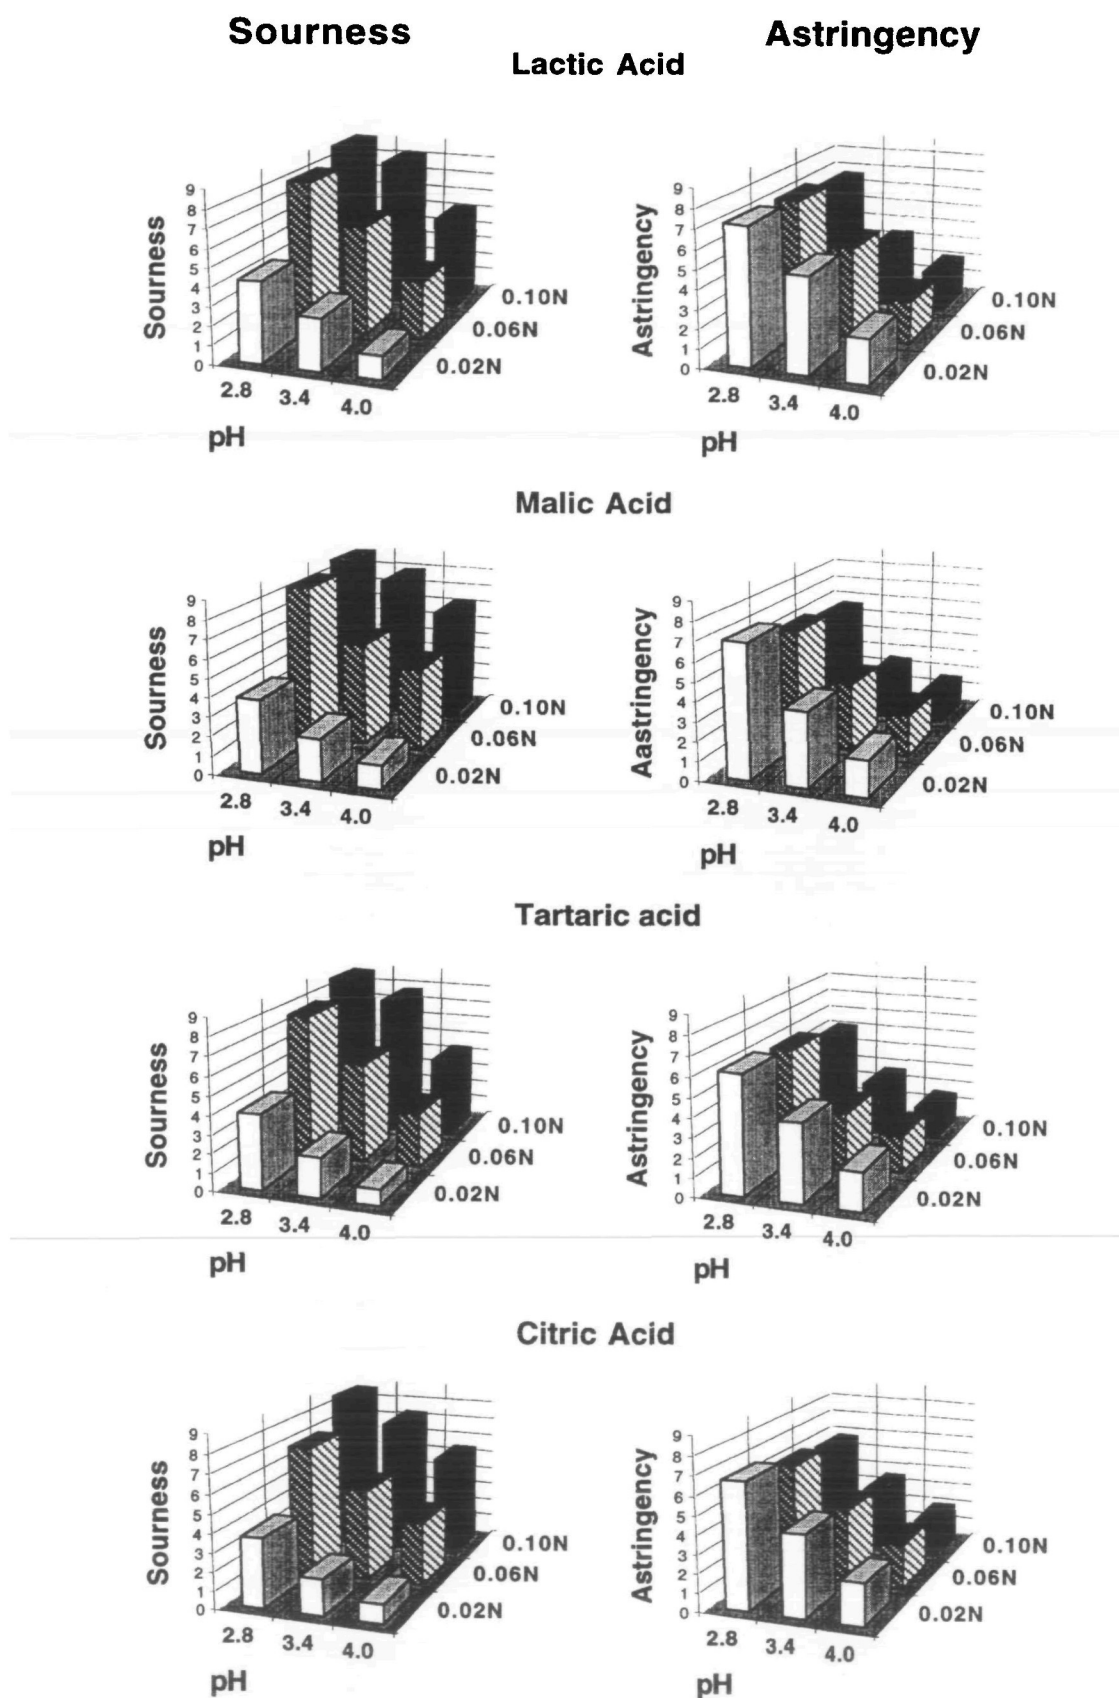 Sourness
Astringency
Lactic Acid
Sourness
9
8
7
6
5
4
3
2
1
0
2.8
3.4
4.0
0.10N
0.06N
0.02N
pH
Astringency
9
8
7
6
5
4
3
2
1
0
2.8
3.4
4.0
0.10N
0.06N
0.02N
pH
Malic Acid
Sourness
9
8
7
6
5
4
3
2
1
0
2.8
3.4
4.0
0.10N
0.06N
0.02N
pH
Aastringency
9
8
7
6
5
4
3
2
1
0
2.8
3.4
4.0
0.10N
0.06N
0.02N
pH
Tartaric acid
Sourness
9
8
7
6
5
4
3
2
1
0
2.8
3.4
4.0
0.10N
0.06N
0.02N
pH
Astringency
9
8
7
6
5
4
3
2
1
0
2.8
3.4
4.0
0.10N
0.06N
0.02N
pH
Citric Acid
Sourness
9
8
7
6
5
4
3
2
1
0
2.8
3.4
4.0
0.10N
0.06N
0.02N
pH
Astringency
9
8
7
6
5
4
3
2
1
0
2.8
3.4
4.0
0.10N
0.06N
0.02N
pH